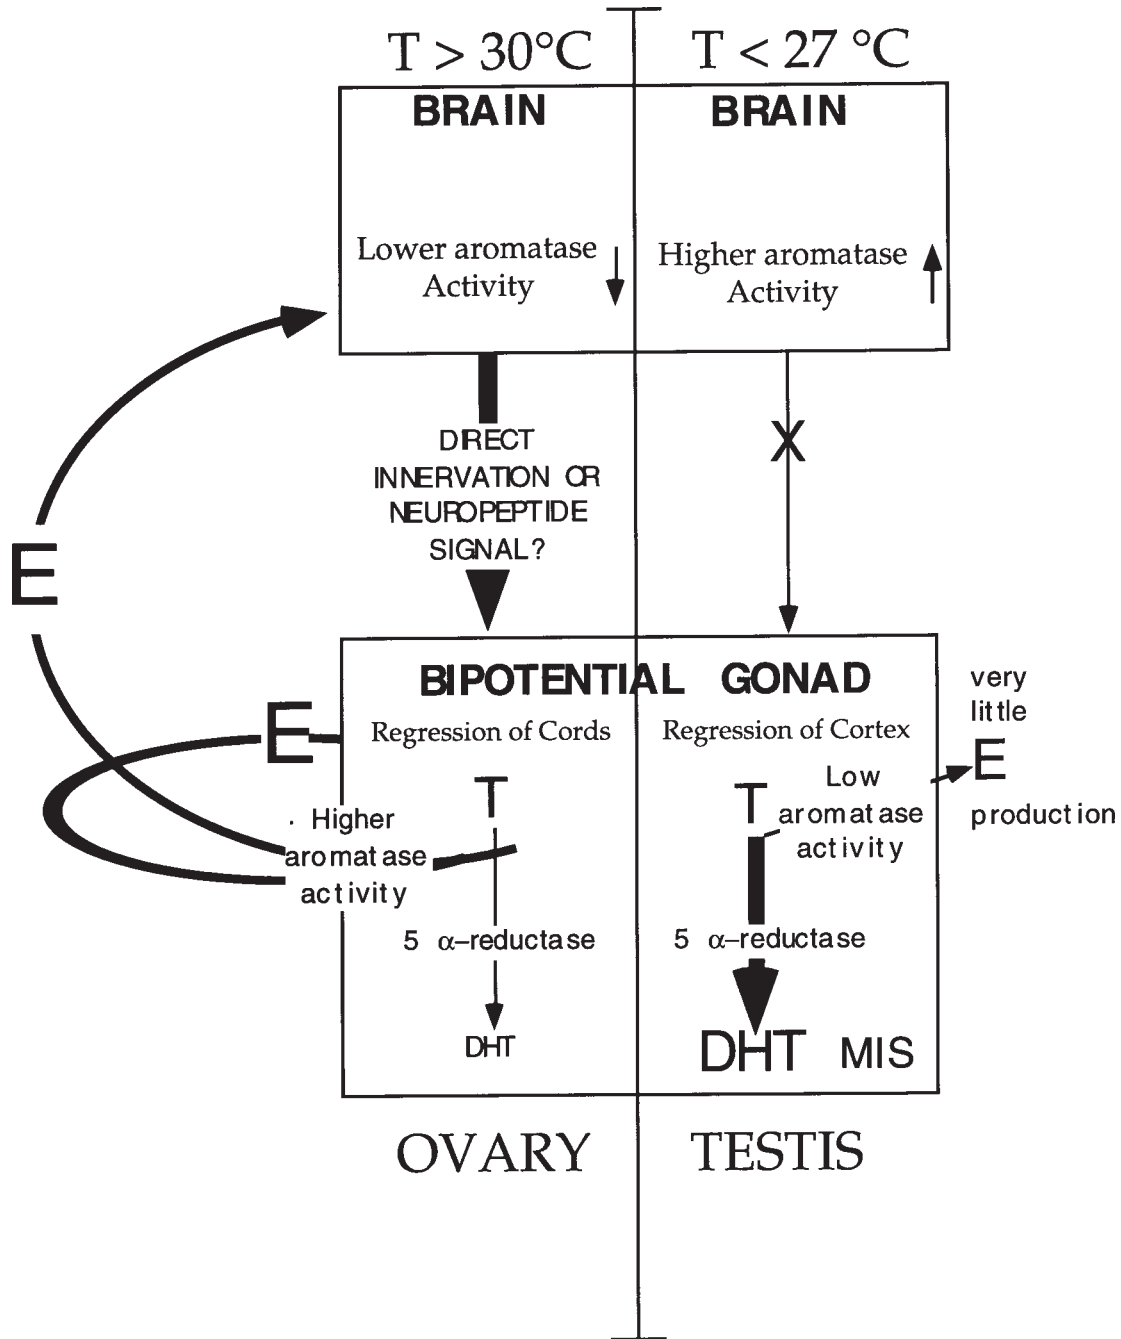 T > 30°C
T < 27 °C
BRAIN
BRAIN
Lower aromatase
Activity
Higher aromatase
Activity
DIRECT
INNERVATION OR
NEUROPEPTIDE
SIGNAL?
X
E
BIPOTENTIAL GONAD
Regression of Cords
Regression of Cortex
E
T
Higher
aromatase
activity
5 α–reductase
DHT
T
Low
aromatase
activity
very
little
E
production
5 α–reductase
DHT MIS
OVARY
TESTIS